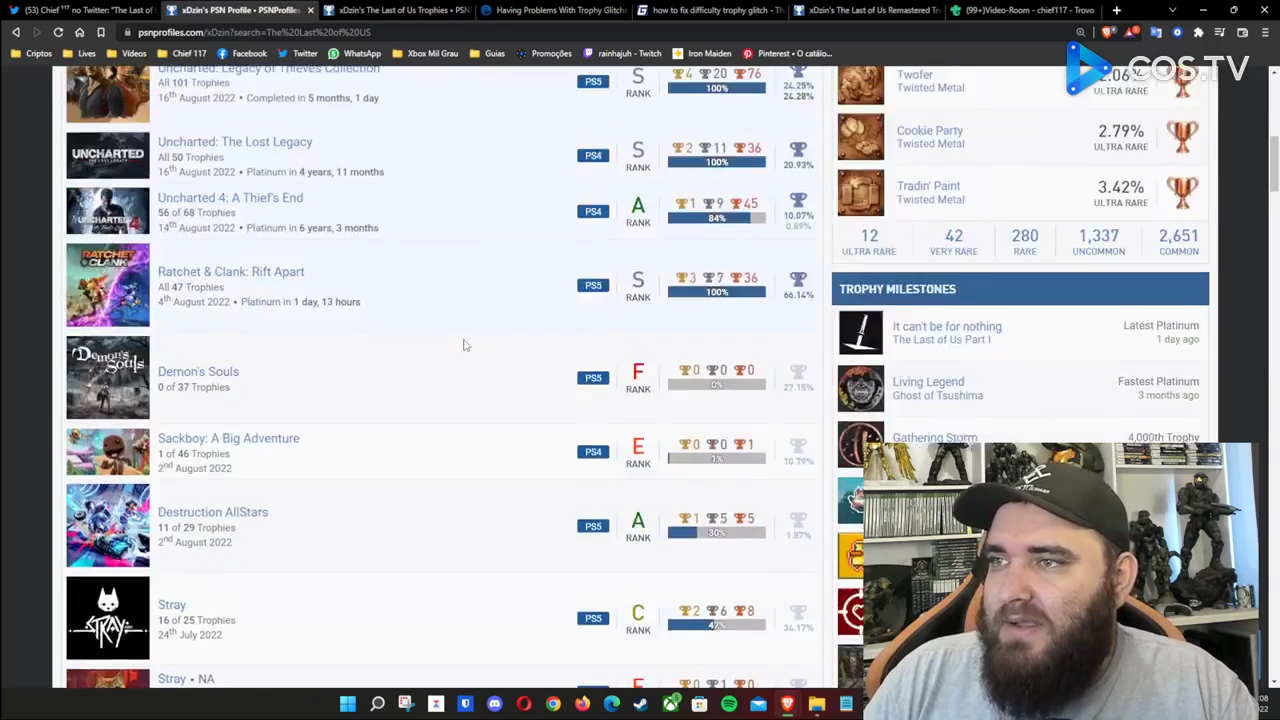 (53) Chief ¹¹⁷ no Twitter: "The Last of
xDzin's PSN Profile • PSNProfiles
xDzin's The Last of Us Trophies • PSN
Having Problems With Trophy Glitche
how to fix difficulty trophy glitch - Th
xDzin's The Last of Us Remastered Tr
(99+)Video-Room - chief117 - Trovo
psnprofiles.com/xDzin?search=The%20Last%20of%20US
Criptos
Lives
Vídeos
Chief 117
Facebook
Twitter
WhatsApp
Xbox Mil Grau
Guias
Promoções
rainhajuh - Twitch
Iron Maiden
Pinterest • O catálo...
COS.TV
Uncharted: Legacy of Thieves Collection
All 101 Trophies
16th August 2022 • Completed in 5 months, 1 day
PS5
S
RANK
4 20 76
100%
24.25%
24.28%
Uncharted: The Lost Legacy
All 50 Trophies
16th August 2022 • Platinum in 4 years, 11 months
PS4
S
RANK
2 11 36
100%
20.93%
Uncharted 4: A Thief's End
56 of 68 Trophies
14th August 2022 • Platinum in 6 years, 3 months
PS4
A
RANK
1 9 45
84%
10.07%
0.89%
Ratchet & Clank: Rift Apart
All 47 Trophies
4th August 2022 • Platinum in 1 day, 13 hours
PS5
S
RANK
3 7 36
100%
66.14%
Demon's Souls
0 of 37 Trophies
PS5
F
RANK
0 0 0
0%
27.15%
Sackboy: A Big Adventure
1 of 46 Trophies
2nd August 2022
PS4
E
RANK
0 0 1
1%
10.79%
Destruction AllStars
11 of 29 Trophies
2nd August 2022
PS5
A
RANK
1 5 5
30%
1.87%
Stray
16 of 25 Trophies
24th July 2022
PS5
C
RANK
2 6 8
47%
34.17%
Stray • NA
Twofer
Twisted Metal
ULTRA RARE
Cookie Party
Twisted Metal
2.79%
ULTRA RARE
Tradin' Paint
Twisted Metal
3.42%
ULTRA RARE
12
ULTRA RARE
42
VERY RARE
280
RARE
1,337
UNCOMMON
2,651
COMMON
TROPHY MILESTONES
It can't be for nothing
The Last of Us Part I
Latest Platinum
1 day ago
Living Legend
Ghost of Tsushima
Fastest Platinum
3 months ago
Gathering Storm
4,000th Trophy